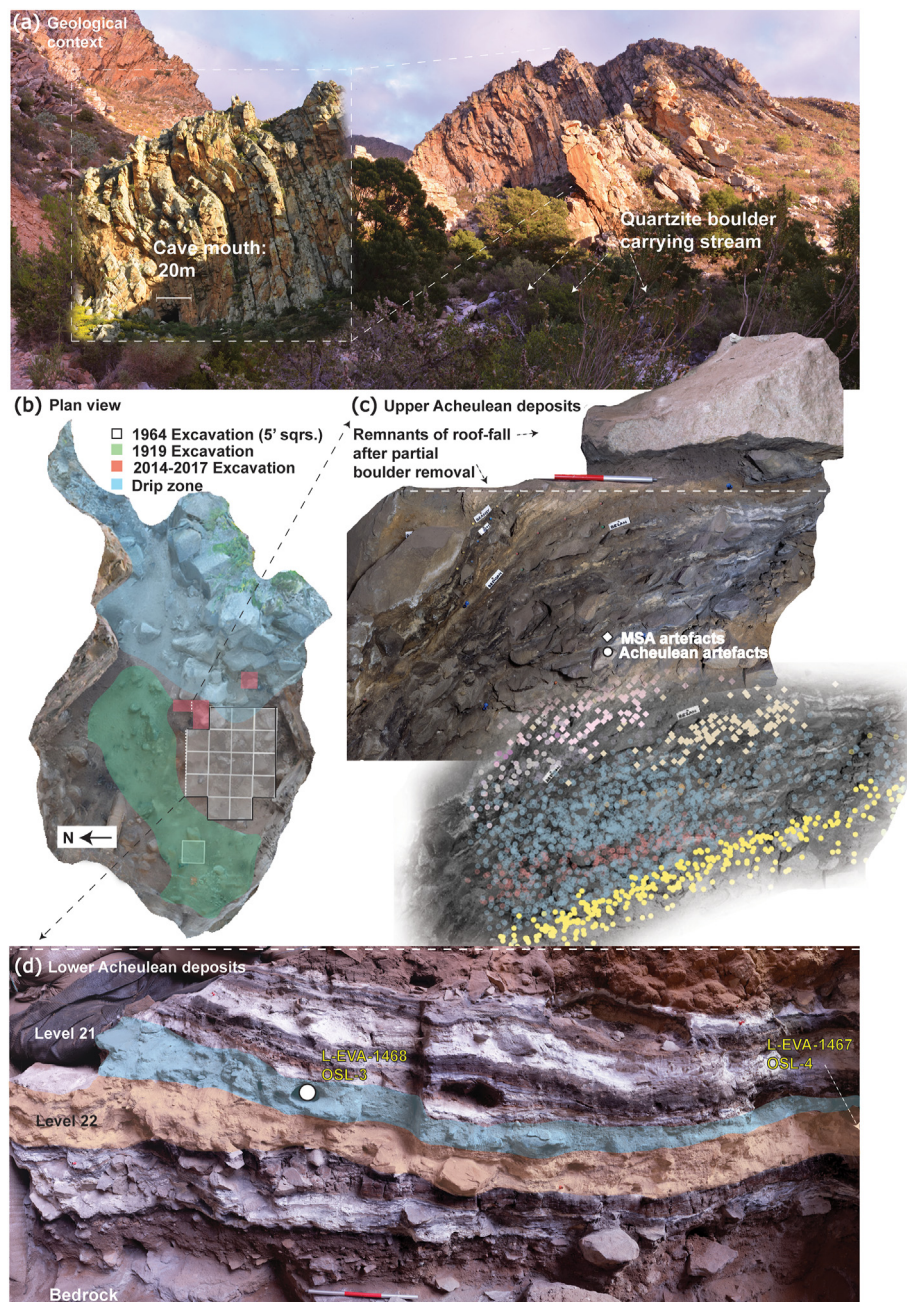 (a) Geological
context
Cave mouth:
20m
Quartzite boulder
carrying stream
(b) Plan view
1964 Excavation (5' sqrs.)
1919 Excavation
2014-2017 Excavation
Drip zone
N
(c) Upper Acheulean deposits
Remnants of roof-fall
after partial
boulder removal
MSA artefacts
Acheulean artefacts
(d) Lower Acheulean deposits
Level 21
L-EVA-1468
OSL-3
L-EVA-1467
OSL-4
Level 22
Bedrock